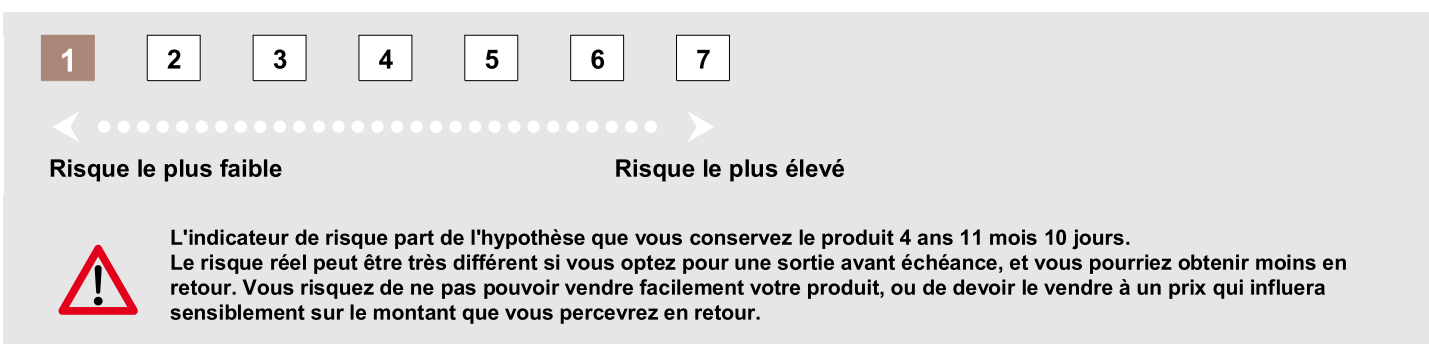 1 2 3 4 5 6 7
Risque le plus faible Risque le plus élevé
L'indicateur de risque part de l'hypothèse que vous conservez le produit 4 ans 11 mois 10 jours.
Le risque réel peut être très différent si vous optez pour une sortie avant échéance, et vous pourriez obtenir moins en
retour. Vous risquez de ne pas pouvoir vendre facilement votre produit, ou de devoir le vendre à un prix qui influera
sensiblement sur le montant que vous percevrez en retour.